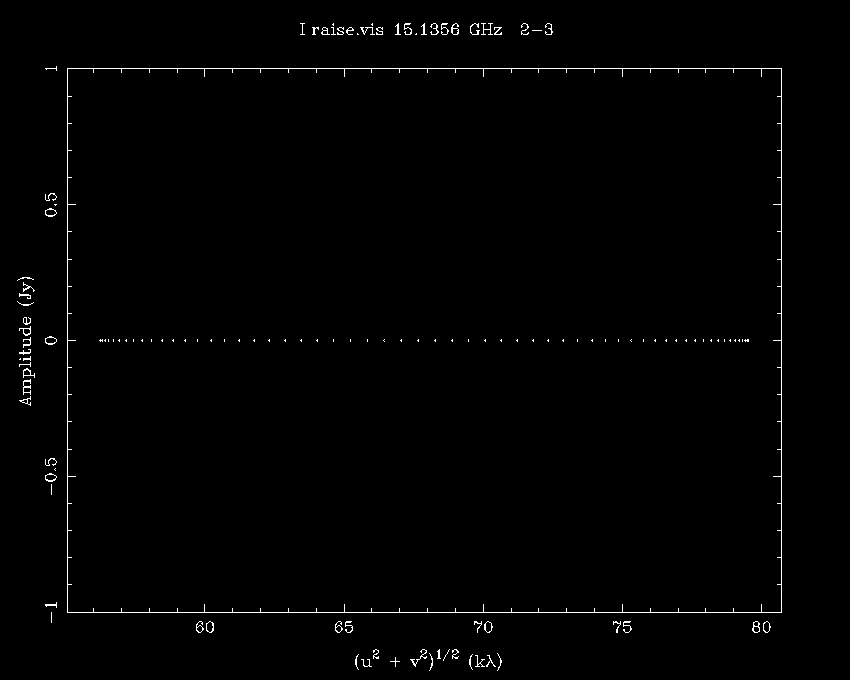 I raise.vis 15.1356 GHz 2−3
1
0.5
0
−0.5
−1
Amplitude (Jy)
60 65 70 75 80
(u² + v²)¹/² (kλ)